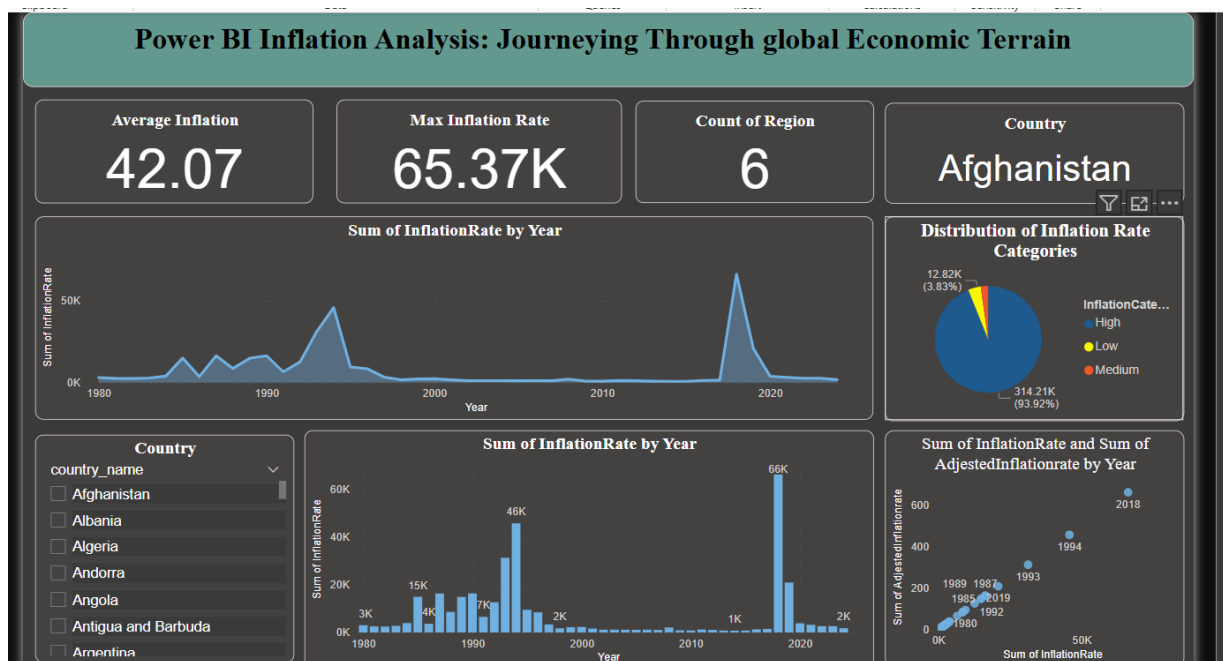 Power BI Inflation Analysis: Journeying Through global Economic Terrain
Average Inflation
42.07
Max Inflation Rate
65.37K
Count of Region
6
Country
Afghanistan
Sum of InflationRate by Year
Sum of InflationRate
50K
0K
1980
1990
2000
2010
2020
Year
Distribution of Inflation Rate
Categories
12.82K
(3.83%)
314.21K
(93.92%)
InflationCate...
High
Low
Medium
Country
country_name
Afghanistan
Albania
Algeria
Andorra
Angola
Antigua and Barbuda
Argentina
Sum of InflationRate by Year
Sum of InflationRate
60K
40K
20K
0K
3K
15K
4K
7K
46K
2K
1K
66K
2K
1980
1990
2000
2010
2020
Year
Sum of InflationRate and Sum of
AdjestedInflationrate by Year
Sum of AdjestedInflationrate
600
400
200
0
2018
1994
1993
1989
1987
1985
2019
1992
1980
0K
50K
Sum of InflationRate